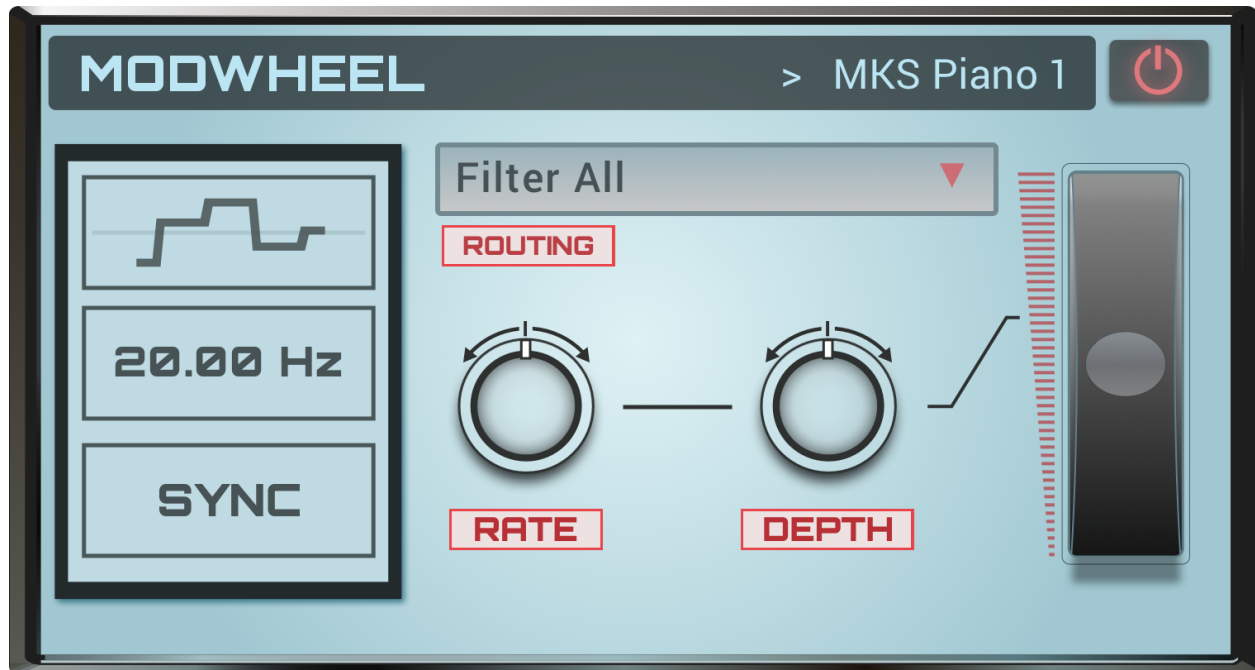 MODWHEEL > MKS Piano 1
Filter All
ROUTING
20.00 Hz
SYNC
RATE DEPTH